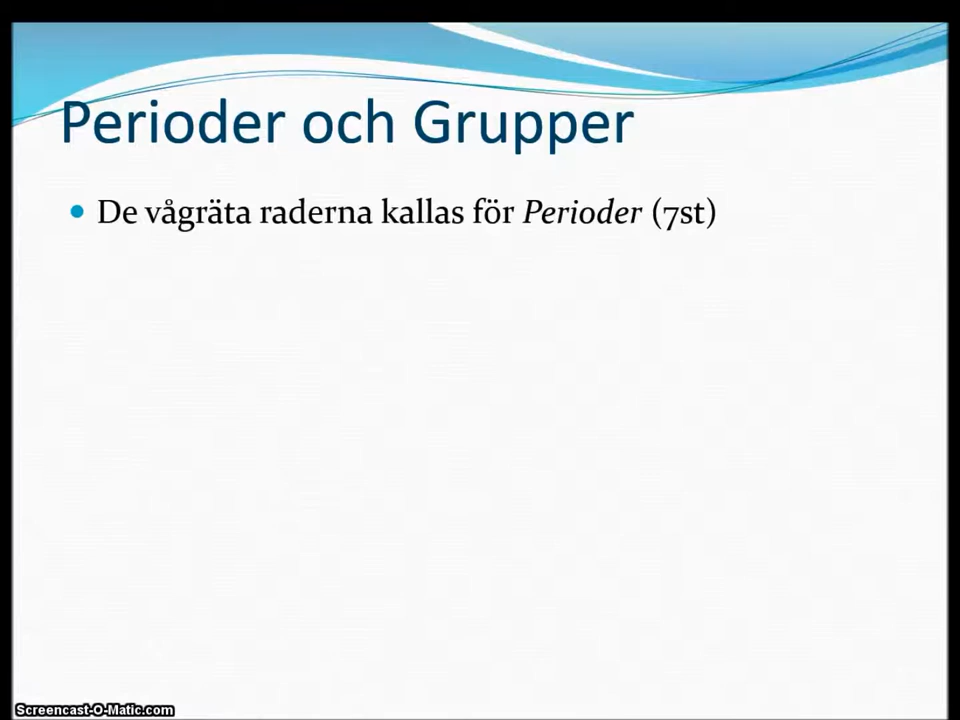 Perioder och Grupper
De vågräta raderna kallas för Perioder (7st)
Screencast-O-Matic.com